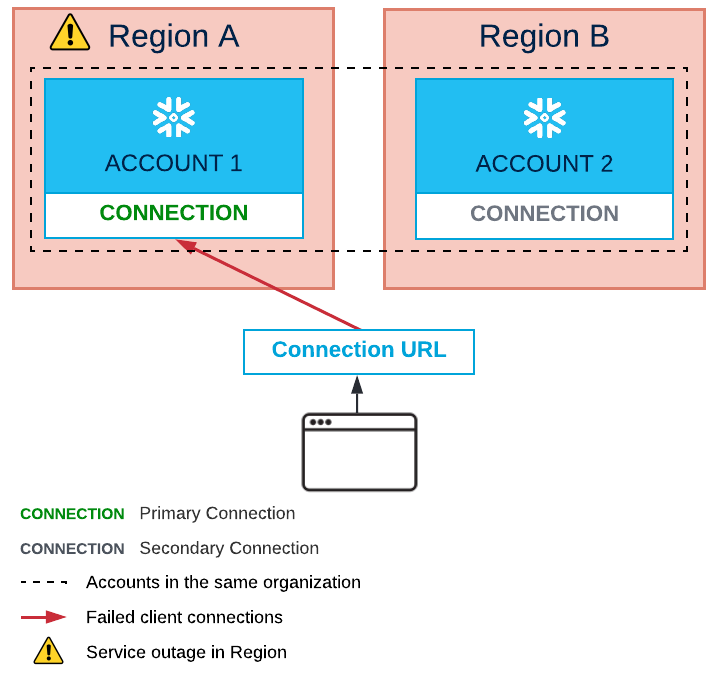 Region A
Region B
ACCOUNT 1
ACCOUNT 2
CONNECTION
CONNECTION
Connection URL
CONNECTION Primary Connection
CONNECTION Secondary Connection
Accounts in the same organization
Failed client connections
Service outage in Region